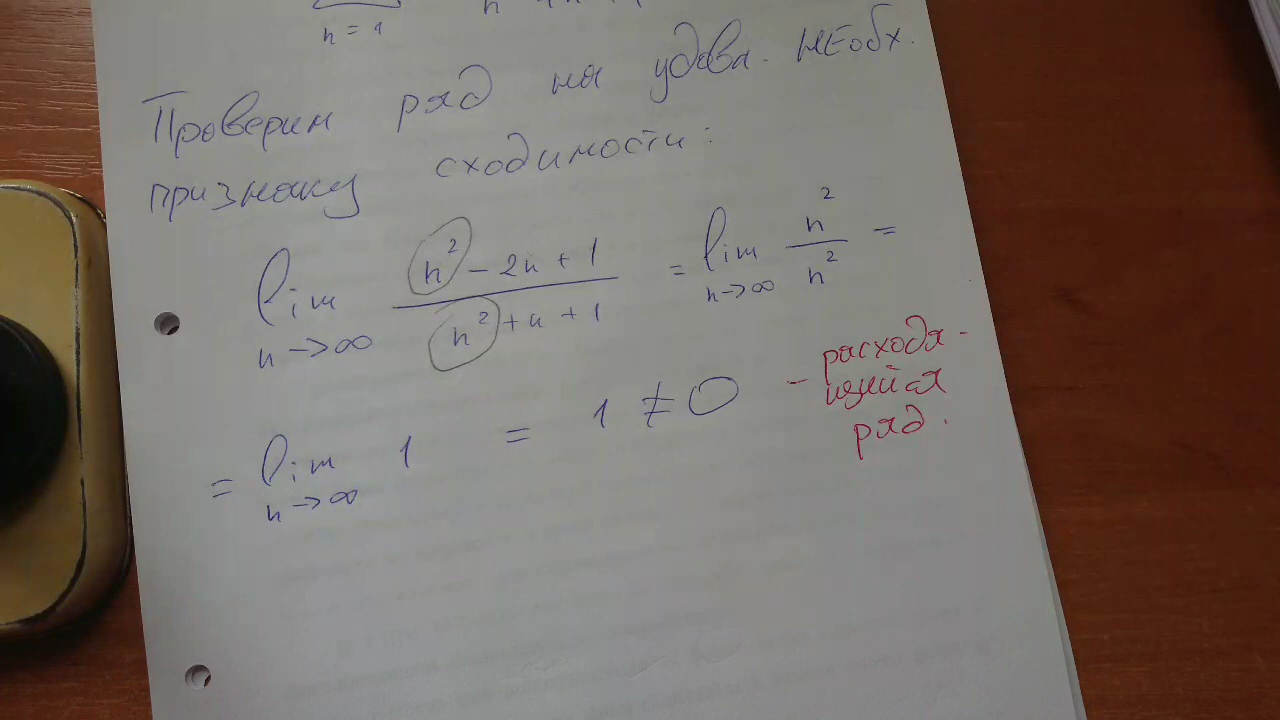 n = 1
Проверим ряд на удовл. НЕобх.
признаку сходимости:
lim n² - 2n + 1 / n² + n + 1 = lim n² / n² =
n -> ∞ n -> ∞
= lim 1 = 1 ≠ 0
n -> ∞
- расходя-
щийся
ряд.